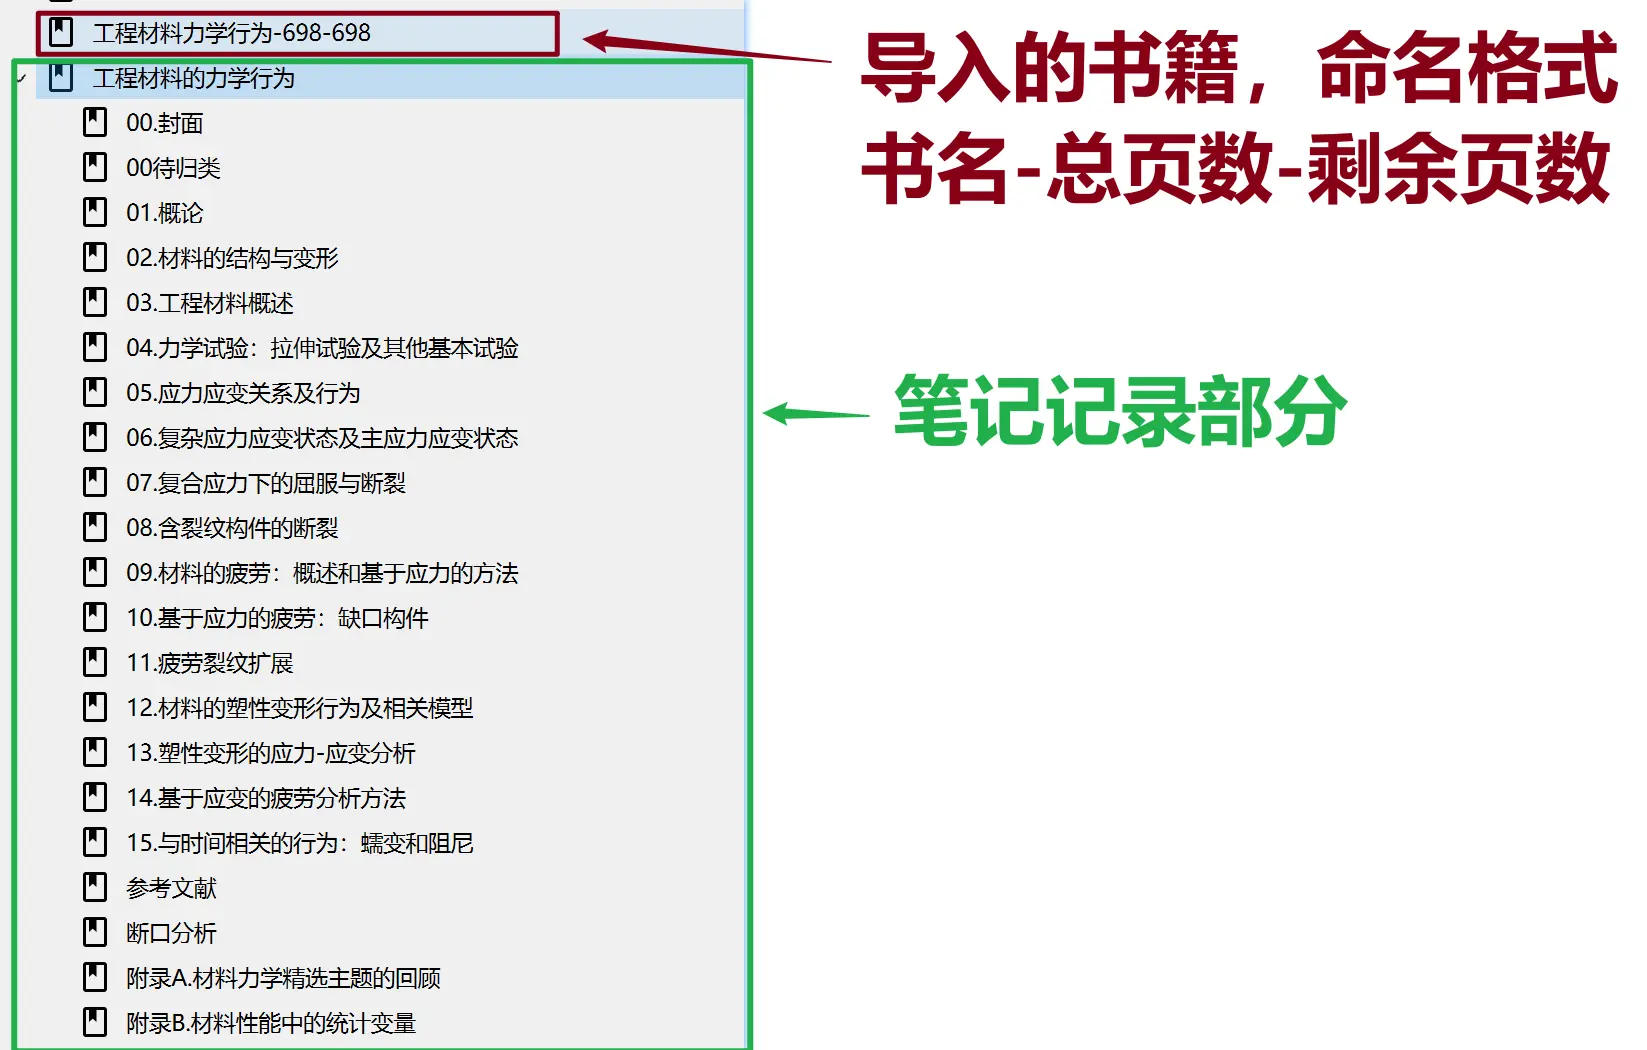 工程材料力学行为-698-698
工程材料的力学行为
00.封面
00待归类
01.概论
02.材料的结构与变形
03.工程材料概述
04.力学试验：拉伸试验及其他基本试验
05.应力应变关系及行为
06.复杂应力应变状态及主应力应变状态
07.复合应力下的屈服与断裂
08.含裂纹构件的断裂
09.材料的疲劳：概述和基于应力的方法
10.基于应力的疲劳：缺口构件
11.疲劳裂纹扩展
12.材料的塑性变形行为及相关模型
13.塑性变形的应力-应变分析
14.基于应变的疲劳分析方法
15.与时间相关的行为：蠕变和阻尼
参考文献
断口分析
附录A.材料力学精选主题的回顾
附录B.材料性能中的统计变量
导入的书籍，命名格式
书名-总页数-剩余页数
笔记记录部分